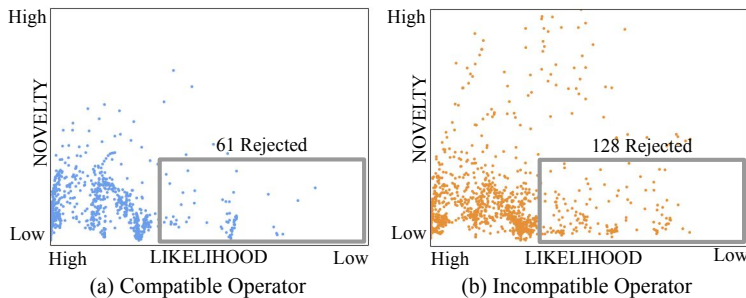 High
NOVELTY
61 Rejected
Low
High
LIKELIHOOD
Low
(a) Compatible Operator
High
NOVELTY
128 Rejected
Low
High
LIKELIHOOD
Low
(b) Incompatible Operator